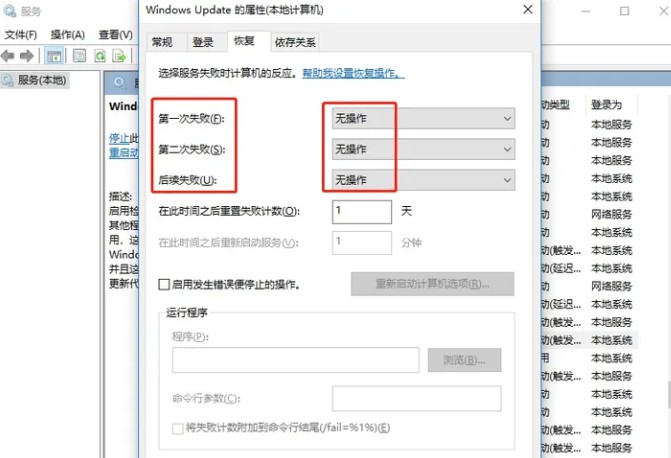 服务
Windows Update 的属性(本地计算机)
文件(F) 操作(A) 查看(V)
常规 登录 恢复 依存关系
服务(本地)
选择服务失败时计算机的反应。帮助我设置恢复操作。
Wind
停止此
重启动
描述:
启用检
其他程
用，这
Wind
并且这
更新代
第一次失败(F): 无操作
第二次失败(S): 无操作
后续失败(U): 无操作
在此时间之后重置失败计数(O): 1 天
在此时间之后重新启动服务(V): 1 分钟
启用发生错误便停止的操作。 重新启动计算机选项(R)...
运行程序
程序(P):
浏览(B)...
命令行参数(C):
将失败计数附加到命令行结尾(/fail=%1%)(E)
动类型 登录为
动 本地服务
动 本地服务
动 本地系统
动 本地系统
动 网络服务
动 本地系统
动(触发... 本地系统
动(延迟... 本地系统
动 网络服务
动(延迟... 本地系统
动(触发... 本地服务
动(触发... 本地系统
用 本地系统
动(触发... 本地服务
动 本地系统
动 本地系统
动(触发... 本地服务
动(触发... 本地系统